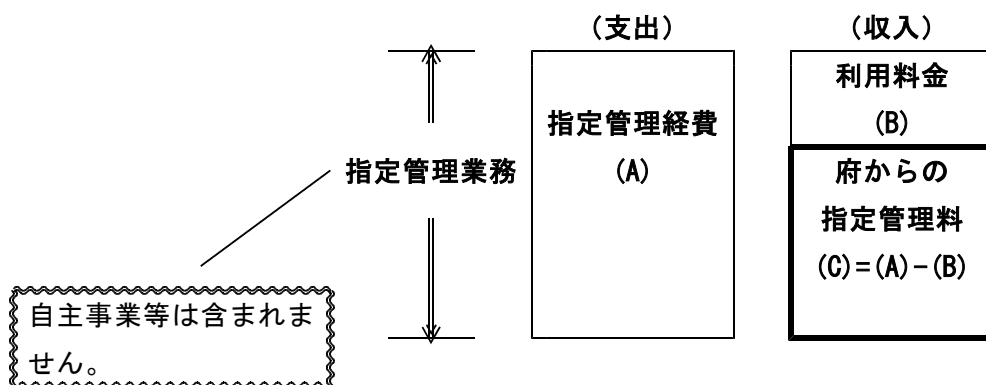 （支出）
（収入）
指定管理業務
指定管理経費
(A)
利用料金
(B)
府からの
指定管理料
(C)=(A)-(B)
自主事業等は含まれま
せん。